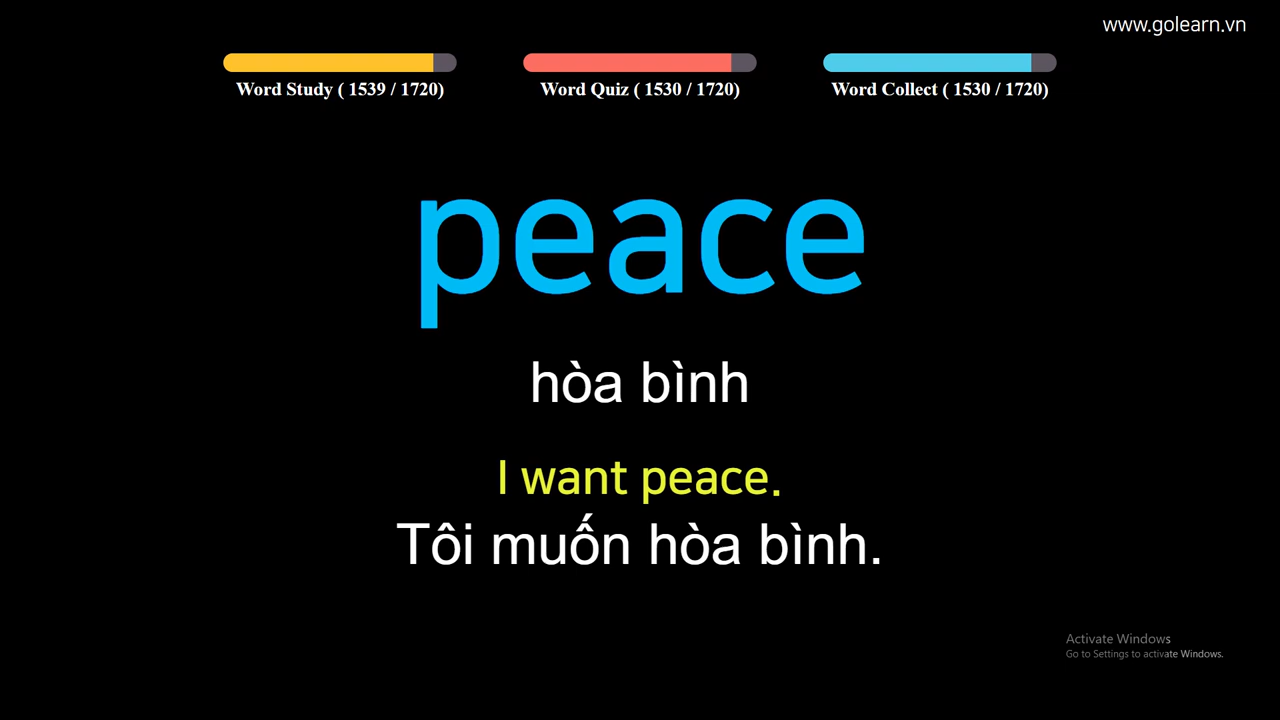 www.golearn.vn
Word Study ( 1539 / 1720)
Word Quiz ( 1530 / 1720)
Word Collect ( 1530 / 1720)
peace
hòa bình
I want peace.
Tôi muốn hòa bình.
Activate Windows
Go to Settings to activate Windows.